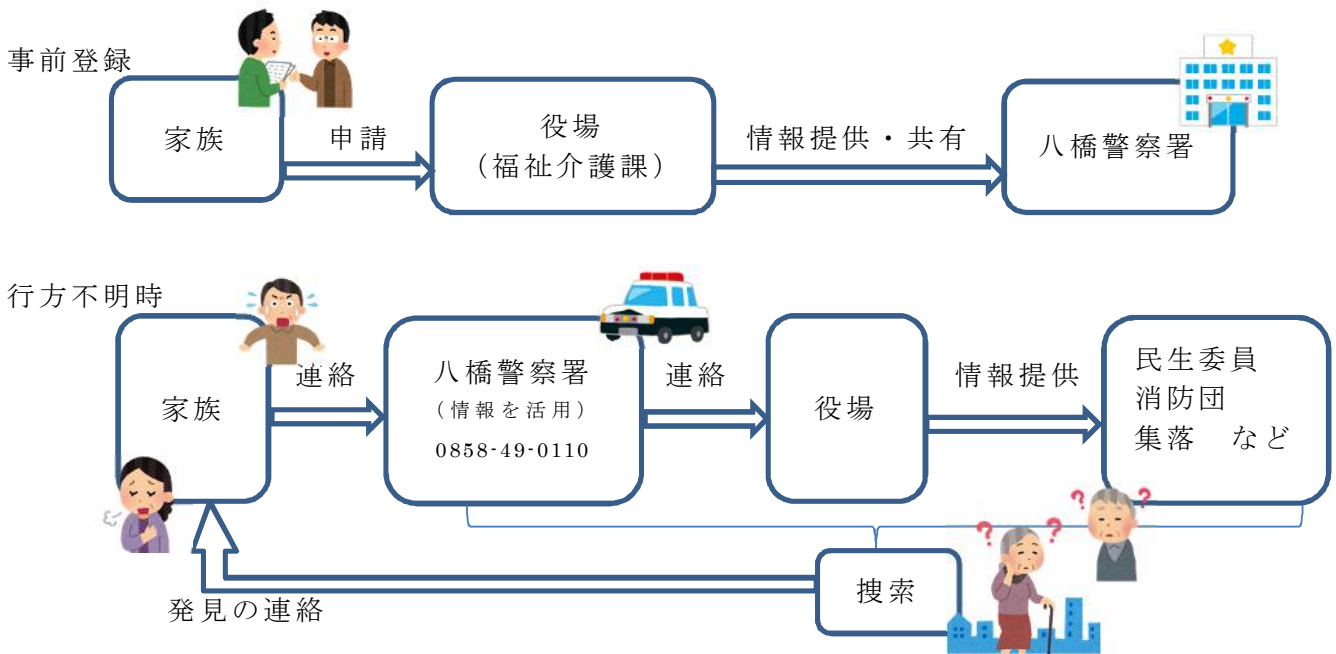 事前登録
家族
申請
役場
（福祉介護課）
情報提供・共有
八橋警察署
行方不明時
家族
連絡
八橋警察署
（情報を活用）
0858-49-0110
連絡
役場
情報提供
民生委員
消防団
集落　など
? ?
? ?
捜索
発見の連絡